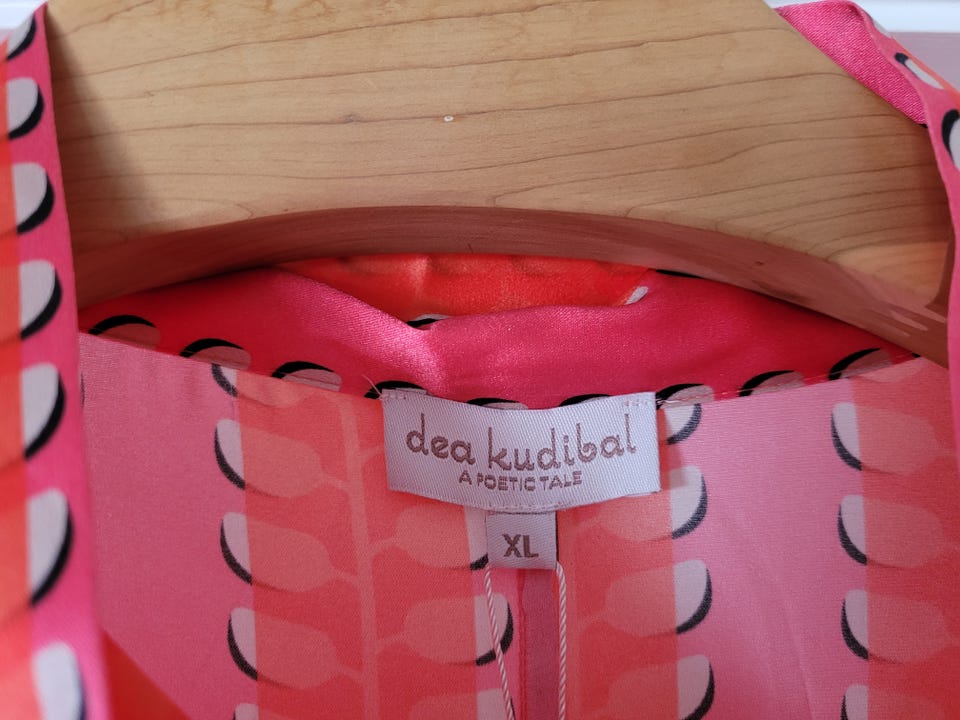 dea kudibal
A POETIC TALE
XL